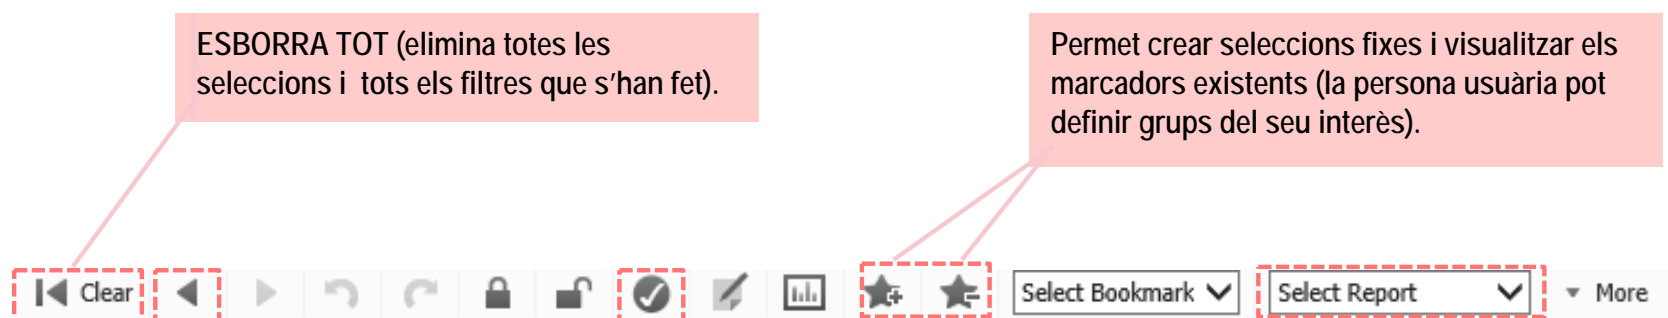 ESBORRA TOT (elimina totes les
seleccions i tots els filtres que s’han fet).
Permet crear seleccions fixes i visualitzar els
marcadors existents (la persona usuària pot
definir grups del seu interès).
Clear
Select Bookmark
Select Report
More